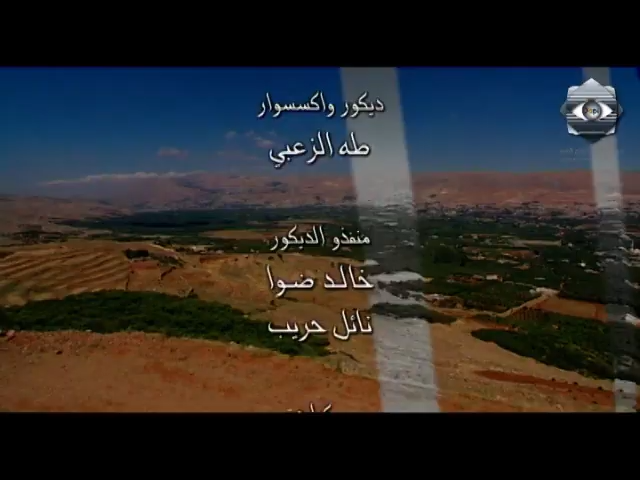 ديكور واكسسوار
طه الزعبي
منفذو الديكور
خالد ضوا
نائل حريب